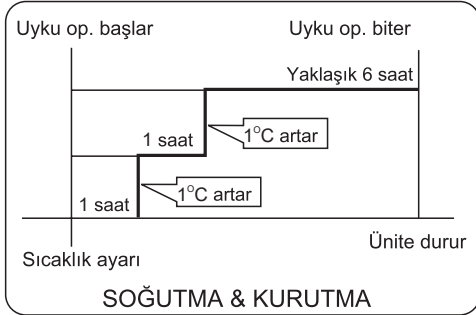 Uyku op. başlar
Uyku op. biter
Yaklaşık 6 saat
1 saat
1°C artar
1 saat
1°C artar
Sıcaklık ayarı
Ünite durur
SOĞUTMA & KURUTMA